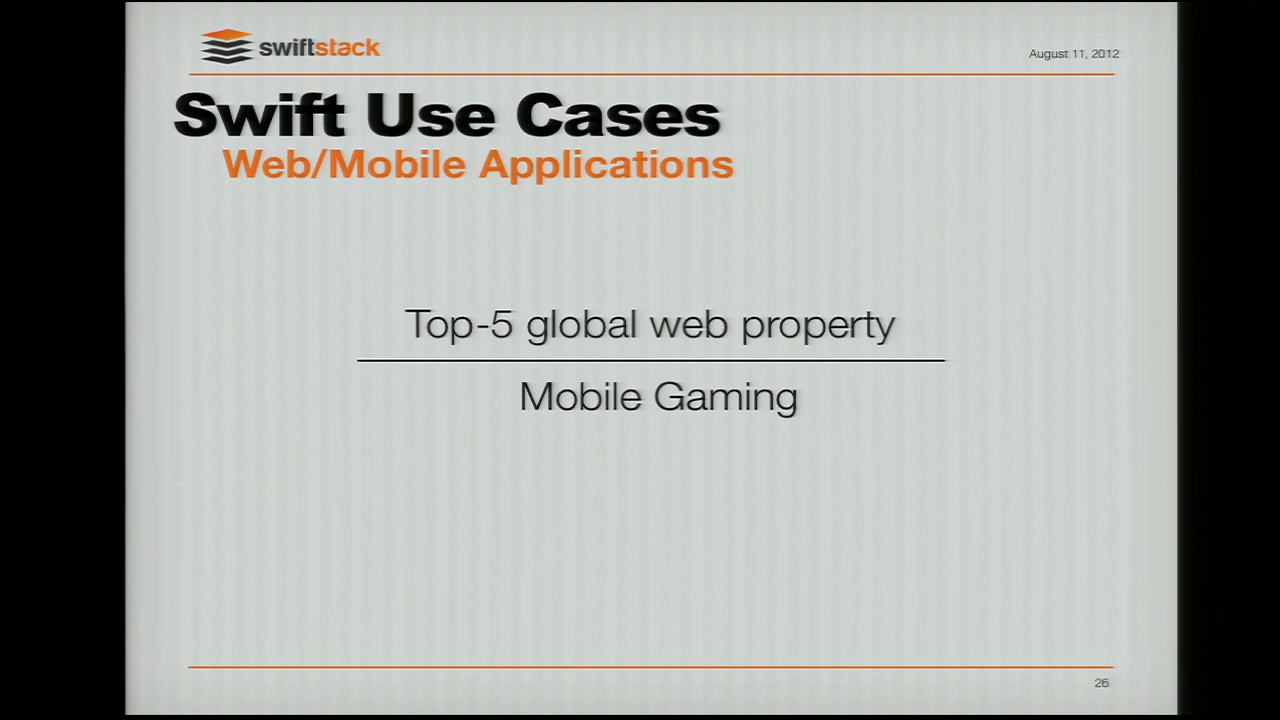 swiftstack
August 11, 2012
Swift Use Cases
Web/Mobile Applications
Top-5 global web property
Mobile Gaming
26